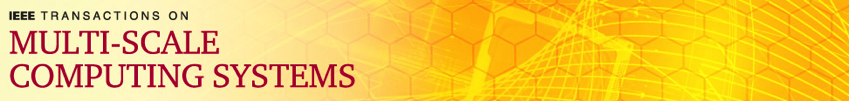 IEEE TRANSACTIONS ON
MULTI-SCALE
COMPUTING SYSTEMS